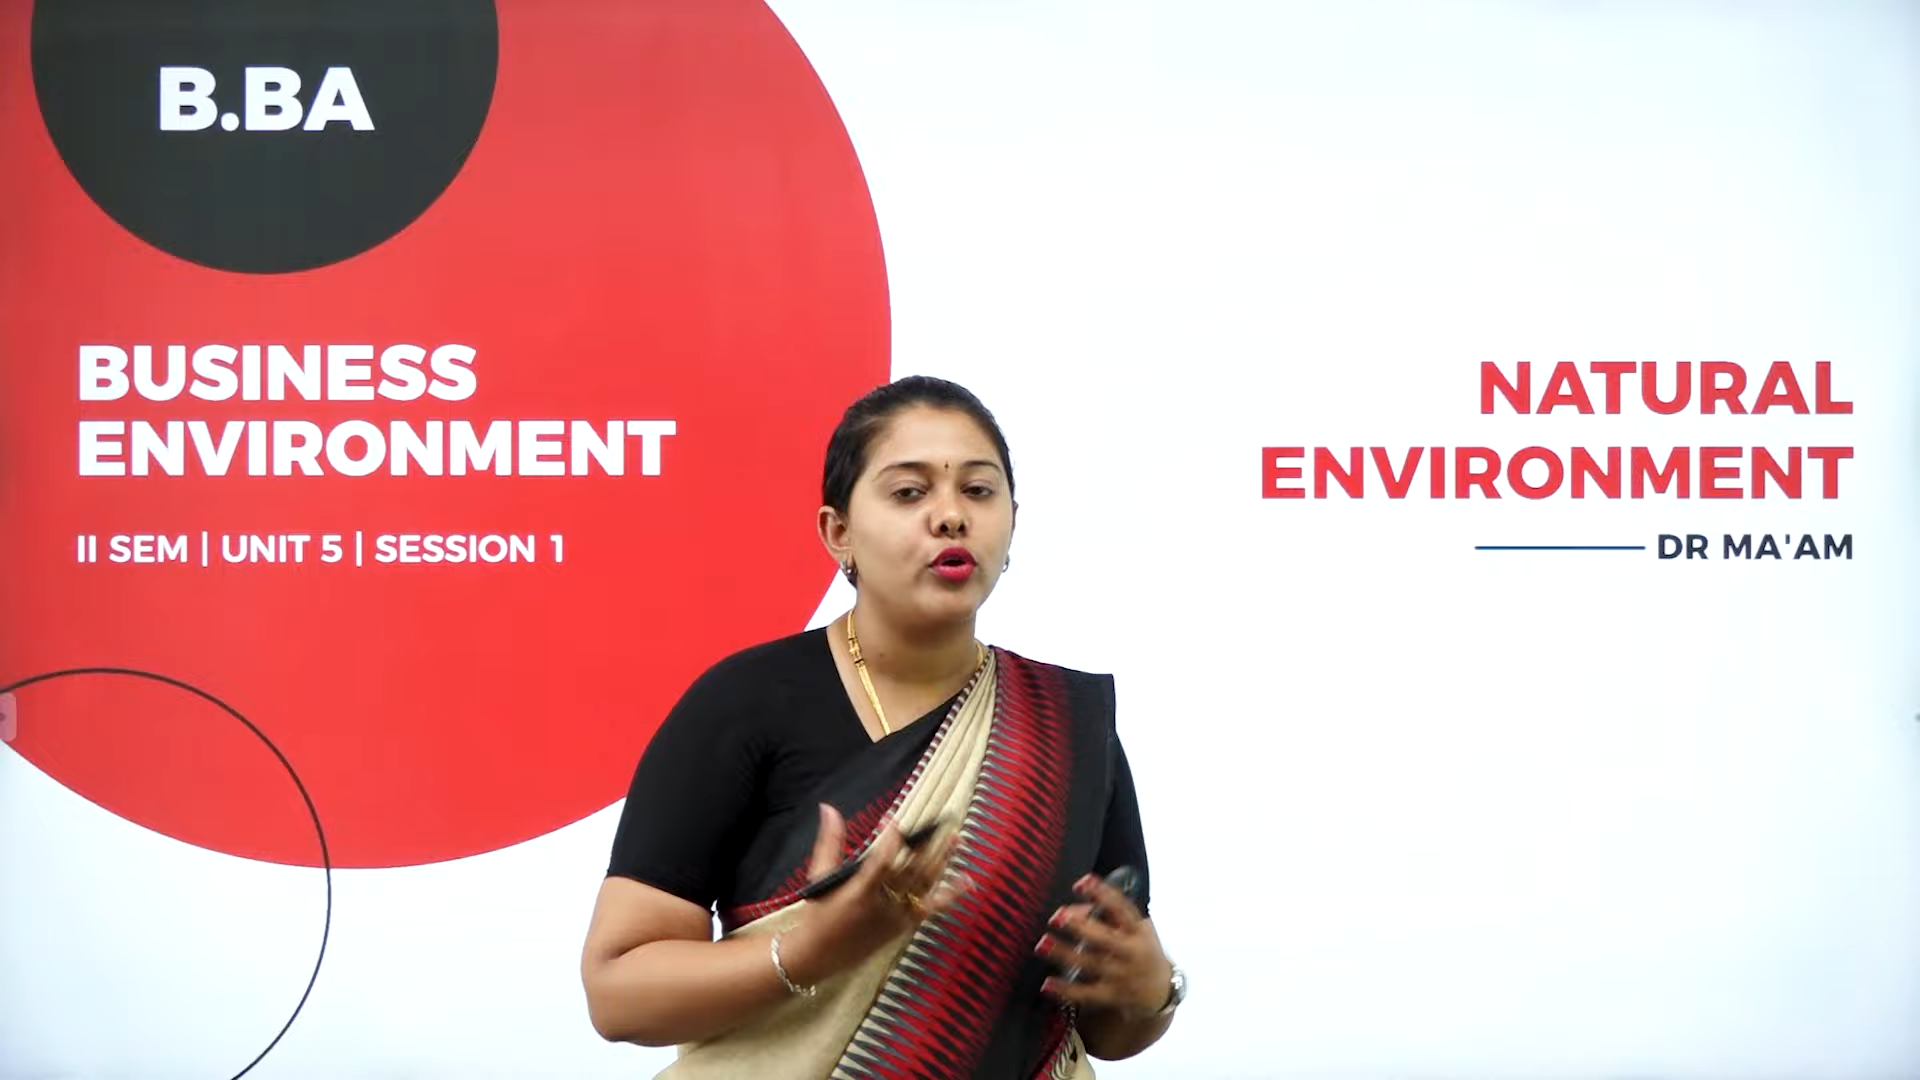 B.BA
BUSINESS
ENVIRONMENT
II SEM | UNIT 5 | SESSION 1
NATURAL
ENVIRONMENT
DR MA'AM